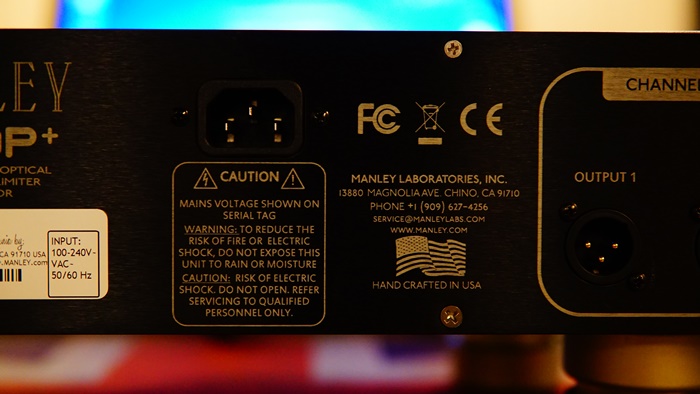 LEY
OP+
OPTICAL
LIMITER
OR
CA 91710 USA
.MANLEY.com
INPUT:
100-240V~
VAC~
50/60 Hz
CAUTION
MAINS VOLTAGE SHOWN ON
SERIAL TAG
WARNING: TO REDUCE THE
RISK OF FIRE OR ELECTRIC
SHOCK, DO NOT EXPOSE THIS
UNIT TO RAIN OR MOISTURE
CAUTION: RISK OF ELECTRIC
SHOCK. DO NOT OPEN. REFER
SERVICING TO QUALIFIED
PERSONNEL ONLY.
FC CE
MANLEY LABORATORIES, INC.
13880 MAGNOLIA AVE. CHINO, CA 91710
PHONE +1 (909) 627-4256
SERVICE@MANLEYLABS.COM
WWW.MANLEY.COM
HAND CRAFTED IN USA
CHANNEL
OUTPUT 1